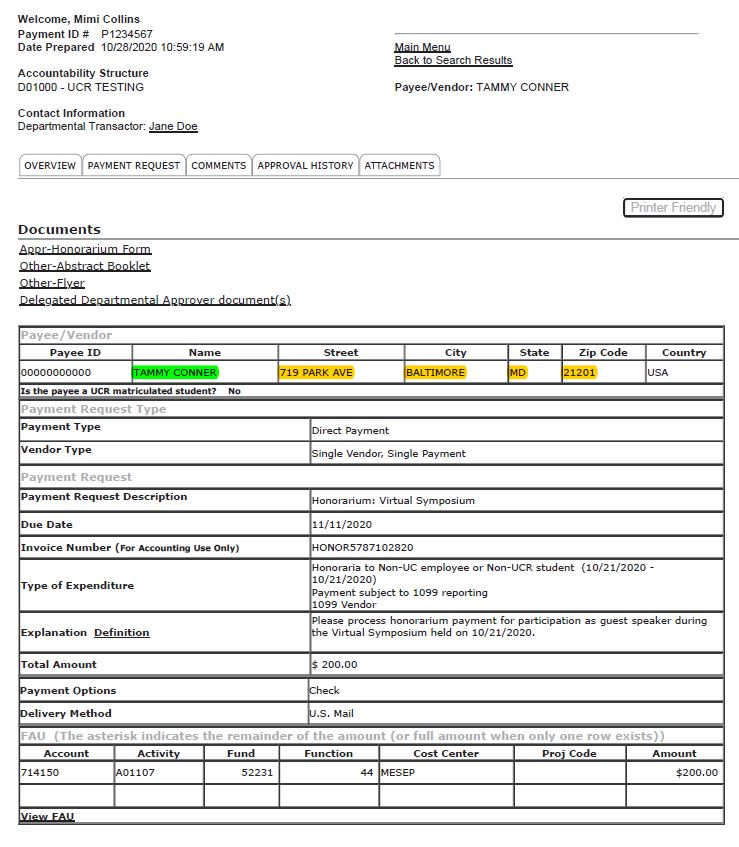 Welcome, Mimi Collins
Payment ID #   P1234567
Date Prepared  10/28/2020 10:59:19 AM
Main Menu
Back to Search Results
Accountability Structure
D01000 - UCR TESTING
Payee/Vendor: TAMMY CONNER
Contact Information
Departmental Transactor: Jane Doe
OVERVIEW  PAYMENT REQUEST  COMMENTS  APPROVAL HISTORY  ATTACHMENTS
Printer Friendly
Documents
Appr-Honorarium Form
Other-Abstract Booklet
Other-Flyer
Delegated Departmental Approver document(s)
Payee/Vendor
Payee ID  Name  Street  City  State  Zip Code  Country
00000000000  TAMMY CONNER  719 PARK AVE  BALTIMORE  MD  21201  USA
Is the payee a UCR matriculated student?   No
Payment Request Type
Payment Type  Direct Payment
Vendor Type  Single Vendor, Single Payment
Payment Request
Payment Request Description  Honorarium: Virtual Symposium
Due Date  11/11/2020
Invoice Number (For Accounting Use Only)  HONOR5787102820
Type of Expenditure  Honoraria to Non-UC employee or Non-UCR student  (10/21/2020 -
10/21/2020)
Payment subject to 1099 reporting
1099 Vendor
Explanation  Definition  Please process honorarium payment for participation as guest speaker during
the Virtual Symposium held on 10/21/2020.
Total Amount  $ 200.00
Payment Options  Check
Delivery Method  U.S. Mail
FAU  (The asterisk indicates the remainder of the amount (or full amount when only one row exists))
Account  Activity  Fund  Function  Cost Center  Proj Code  Amount
714150  A01107  52231  44  MESEP  $200.00
View FAU